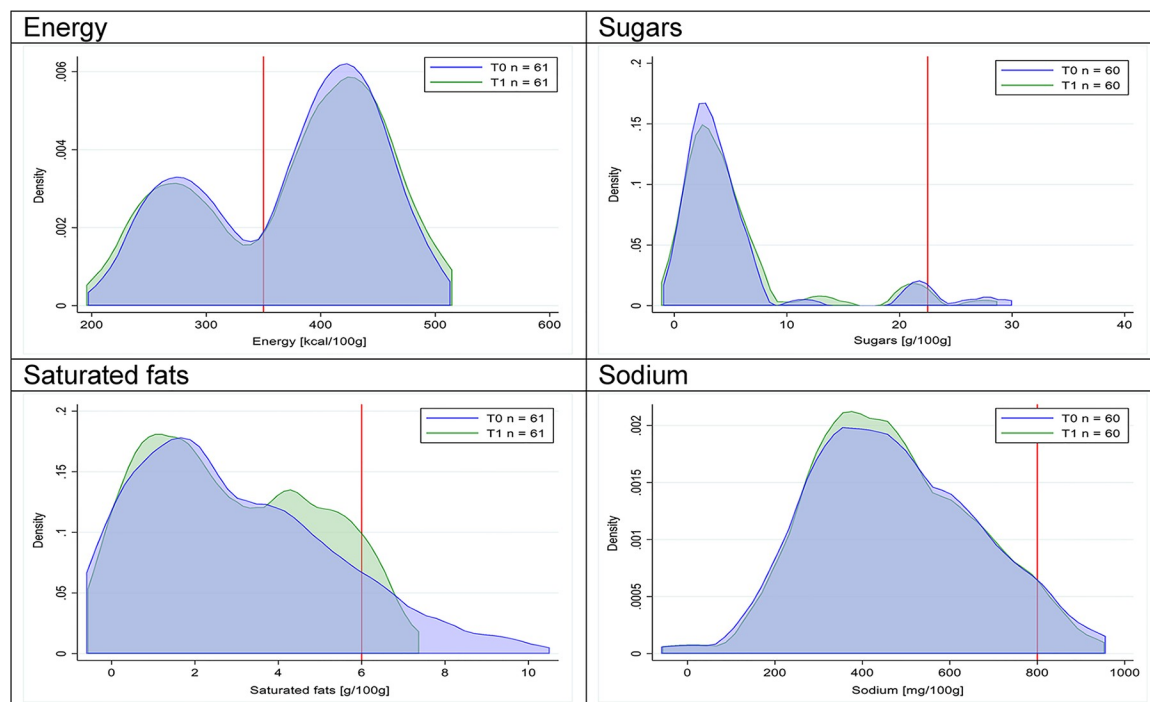 Energy
Sugars
.006
.004
.002
0
Density
T0 n = 61
T1 n = 61
200 300 400 500 600
Energy [kcal/100g]
.2
.15
.1
.05
0
Density
T0 n = 60
T1 n = 60
0 10 20 30 40
Sugars [g/100g]
Saturated fats
Sodium
.2
.15
.1
.05
0
Density
T0 n = 61
T1 n = 61
0 2 4 6 8 10
Saturated fats [g/100g]
.002
.0015
.001
.0005
0
Density
T0 n = 60
T1 n = 60
0 200 400 600 800 1000
Sodium [mg/100g]